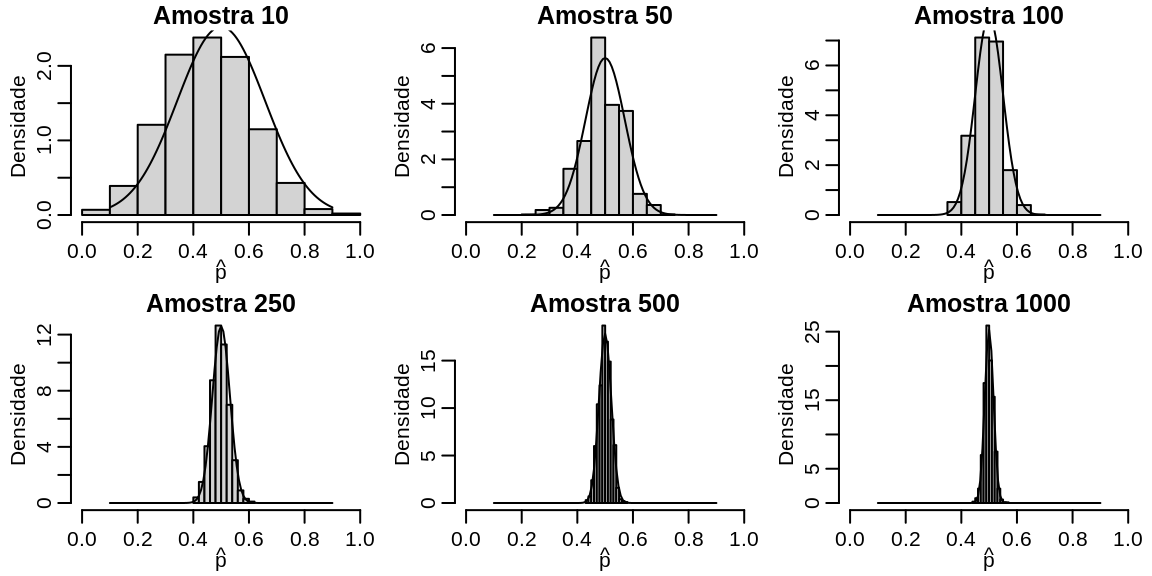 Amostra 10
Densidade
0.0 1.0 2.0
0.0 0.2 0.4 0.6 0.8 1.0
p̂
Amostra 50
Densidade
0 2 4 6
0.0 0.2 0.4 0.6 0.8 1.0
p̂
Amostra 100
Densidade
0 2 4 6
0.0 0.2 0.4 0.6 0.8 1.0
p̂
Amostra 250
Densidade
0 4 8 12
0.0 0.2 0.4 0.6 0.8 1.0
p̂
Amostra 500
Densidade
0 5 10 15
0.0 0.2 0.4 0.6 0.8 1.0
p̂
Amostra 1000
Densidade
0 5 15 25
0.0 0.2 0.4 0.6 0.8 1.0
p̂